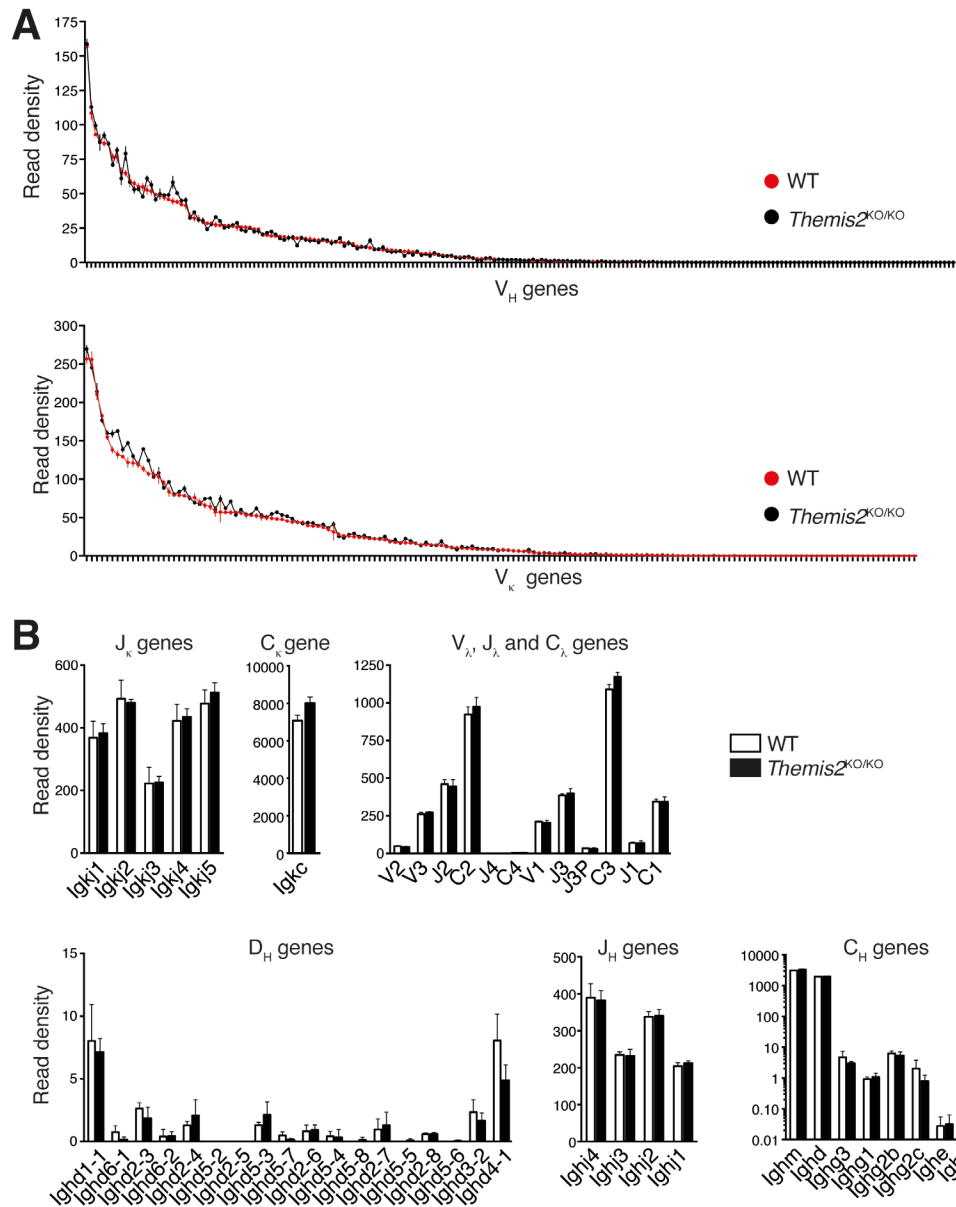 A
175
150
125
100
75
50
25
0
Read density
WT
Themis2KO/KO
VH genes
300
250
200
150
100
50
0
Read density
WT
Themis2KO/KO
Vκ genes
B
Jκ genes
Cκ gene
Vλ, Jλ and Cλ genes
600
400
200
0
Read density
Igkj1
Igkj2
Igkj3
Igkj4
Igkj5
10000
8000
6000
4000
2000
0
Igkc
1250
1000
750
500
250
0
V2
V3
J2
C2
J4
C4
V1
J3
J3P
C3
J1
C1
WT
Themis2KO/KO
DH genes
JH genes
CH genes
15
10
5
0
Read density
Ighd1-1
Ighd6-1
Ighd2-3
Ighd6-2
Ighd2-4
Ighd5-2
Ighd2-5
Ighd5-3
Ighd5-7
Ighd2-6
Ighd5-4
Ighd5-8
Ighd2-7
Ighd5-5
Ighd2-8
Ighd5-6
Ighd3-2
Ighd4-1
500
400
300
200
100
0
Ighj4
Ighj3
Ighj2
Ighj1
10000
1000
100
10
1
0.10
0.01
Ighm
Ighd
Ighg3
Ighg1
Ighg2b
Ighg2c
Ighe